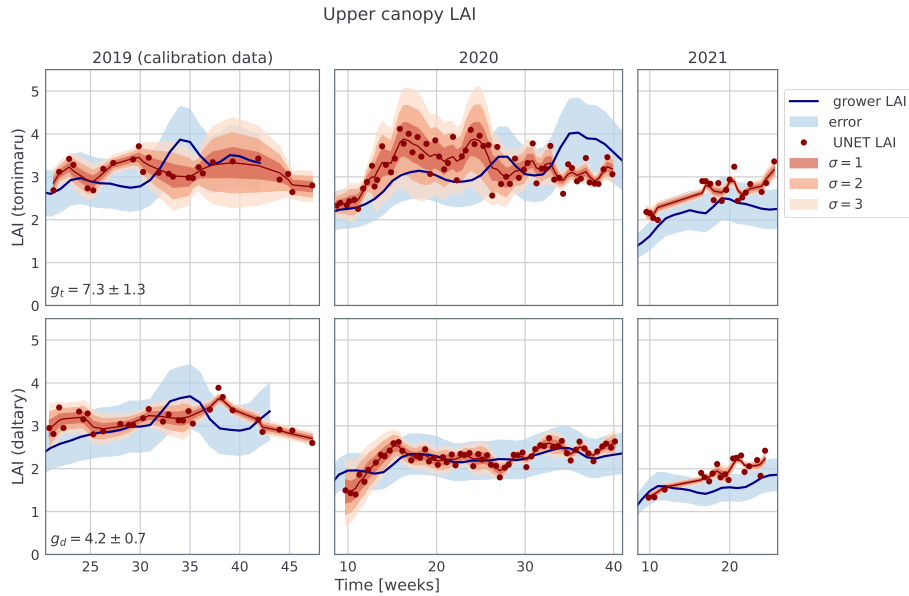 Upper canopy LAI
2019 (calibration data)
2020
2021
LAI (tomimaru)
5
4
3
2
1
0
g_t = 7.3 ± 1.3
grower LAI
error
UNET LAI
σ = 1
σ = 2
σ = 3
LAI (daltary)
5
4
3
2
1
0
g_d = 4.2 ± 0.7
25 30 35 40 45
10 20 30 40
10 20
Time [weeks]